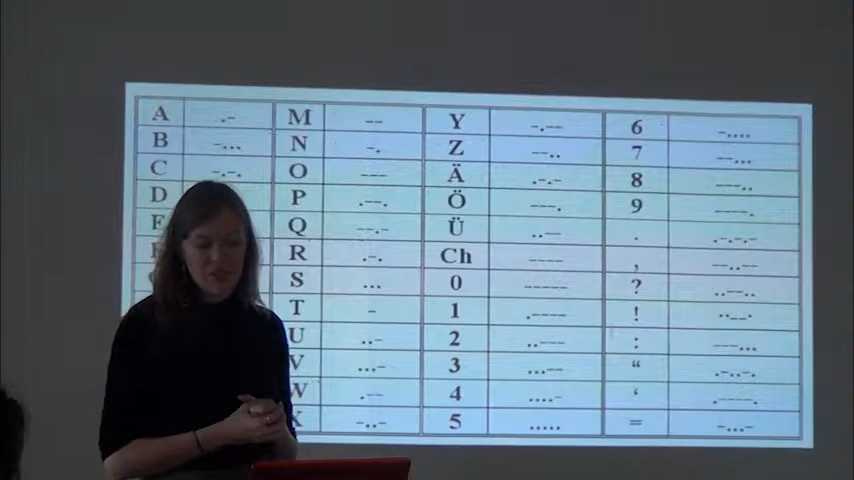 A .- M -- Y -.-- 6 -....
B -... N -. Z --.. 7 --...
C -.-. O --- Ä .-.- 8 ---..
D P .--. Ö ---. 9 ----.
Q --.- Ü ..-- . .-.-.-
R .-. Ch ---- , --..--
S ... 0 ----- ? ..--..
T - 1 .---- ! ..--.
U ..- 2 ..--- : ---...
V ...- 3 ...-- “ .-..-.
W .-- 4 ....- ‘ .----.
X -..- 5 ..... = -...-